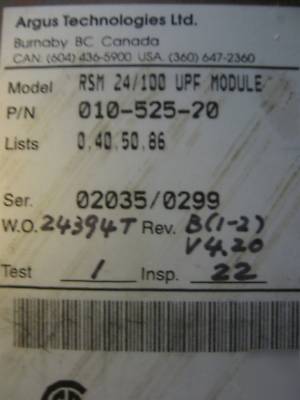 Argus Technologies Ltd.
Burnaby BC Canada
CAN: (604) 436-5900 USA: (360) 647-2360
Model RSM 24/100 UPF MODULE
P/N 010-525-20
Lists 0,40,50,86
Ser. 02035/0299
W.O. 24394T Rev. B(1-2)
V4.20
Test 1 Insp. 22